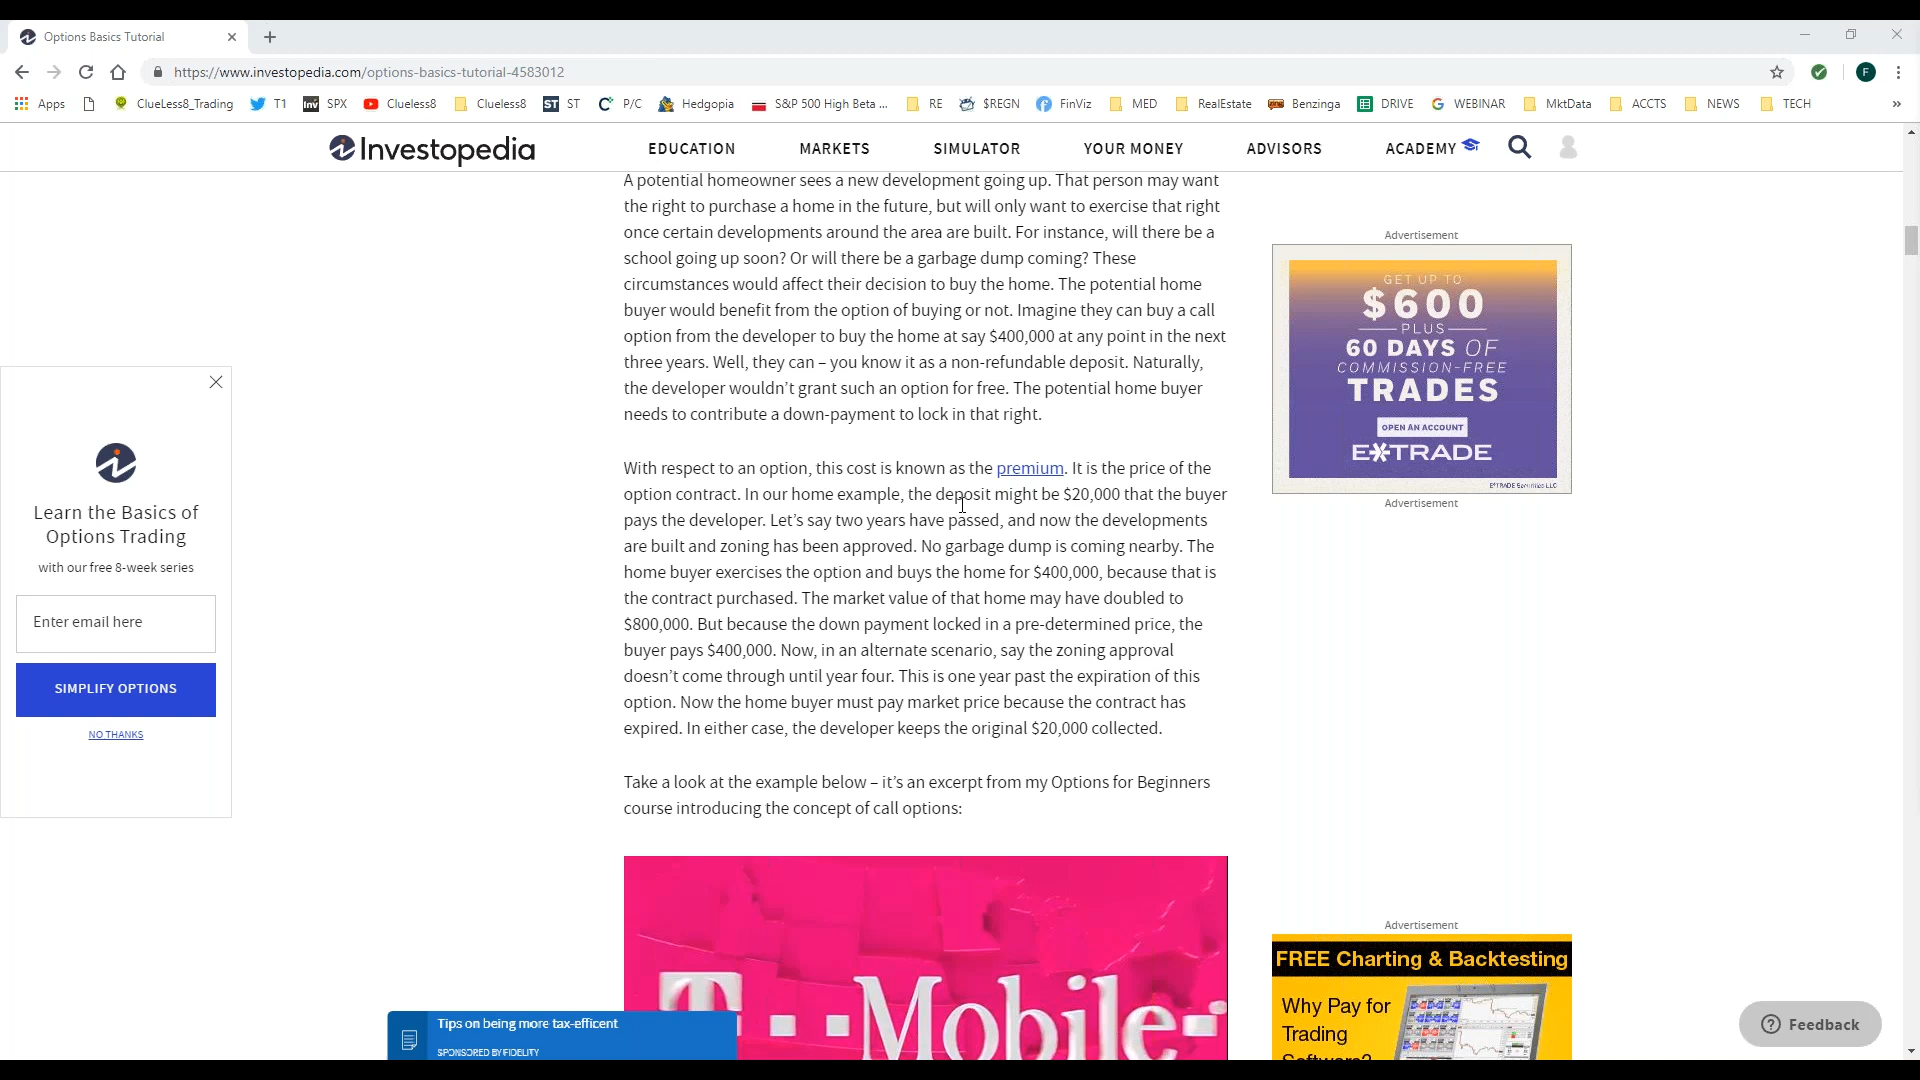 Options Basics Tutorial
https://www.investopedia.com/options-basics-tutorial-4583012
F
Apps
ClueLess8_Trading
T1
Inv SPX
Clueless8
Clueless8
ST ST
P/C
Hedgopia
S&P 500 High Beta ...
RE
$REGN
FinViz
MED
RealEstate
Benzinga
DRIVE
WEBINAR
MktData
ACCTS
NEWS
TECH
»
Investopedia
EDUCATION
MARKETS
SIMULATOR
YOUR MONEY
ADVISORS
ACADEMY
A potential homeowner sees a new development going up. That person may want
the right to purchase a home in the future, but will only want to exercise that right
once certain developments around the area are built. For instance, will there be a
school going up soon? Or will there be a garbage dump coming? These
circumstances would affect their decision to buy the home. The potential home
buyer would benefit from the option of buying or not. Imagine they can buy a call
option from the developer to buy the home at say $400,000 at any point in the next
three years. Well, they can – you know it as a non-refundable deposit. Naturally,
the developer wouldn’t grant such an option for free. The potential home buyer
needs to contribute a down-payment to lock in that right.
With respect to an option, this cost is known as the premium. It is the price of the
option contract. In our home example, the deposit might be $20,000 that the buyer
pays the developer. Let’s say two years have passed, and now the developments
are built and zoning has been approved. No garbage dump is coming nearby. The
home buyer exercises the option and buys the home for $400,000, because that is
the contract purchased. The market value of that home may have doubled to
$800,000. But because the down payment locked in a pre-determined price, the
buyer pays $400,000. Now, in an alternate scenario, say the zoning approval
doesn’t come through until year four. This is one year past the expiration of this
option. Now the home buyer must pay market price because the contract has
expired. In either case, the developer keeps the original $20,000 collected.
Take a look at the example below – it’s an excerpt from my Options for Beginners
course introducing the concept of call options:
T Mobile
Learn the Basics of
Options Trading
with our free 8-week series
Enter email here
SIMPLIFY OPTIONS
NO THANKS
Tips on being more tax-efficent
SPONSORED BY FIDELITY
Advertisement
GET UP TO
$600
PLUS
60 DAYS OF
COMMISSION-FREE
TRADES
OPEN AN ACCOUNT
E*TRADE
E*TRADE Securities LLC
Advertisement
Advertisement
FREE Charting & Backtesting
Why Pay for
Trading
Software?
Feedback